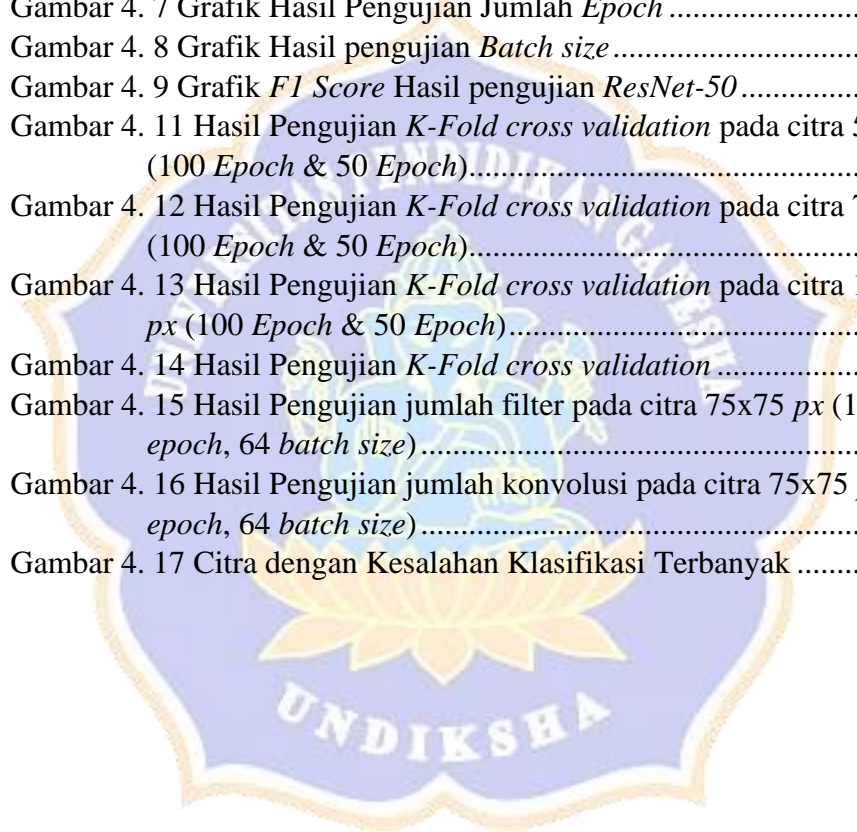 Gambar 4. 7 Grafik Hasil Pengujian Jumlah Epoch ......................
Gambar 4. 8 Grafik Hasil pengujian Batch size ............................
Gambar 4. 9 Grafik F1 Score Hasil pengujian ResNet-50 .............
Gambar 4. 11 Hasil Pengujian K-Fold cross validation pada citra 5
(100 Epoch & 50 Epoch) ............................................
Gambar 4. 12 Hasil Pengujian K-Fold cross validation pada citra
(100 Epoch & 50 Epoch) ............................................
Gambar 4. 13 Hasil Pengujian K-Fold cross validation pada citra
px (100 Epoch & 50 Epoch) ........................................
Gambar 4. 14 Hasil Pengujian K-Fold cross validation ................
Gambar 4. 15 Hasil Pengujian jumlah filter pada citra 75x75 px (1
epoch, 64 batch size) ..................................................
Gambar 4. 16 Hasil Pengujian jumlah konvolusi pada citra 75x75
epoch, 64 batch size) ..................................................
Gambar 4. 17 Citra dengan Kesalahan Klasifikasi Terbanyak ........
UNIVERSITAS PENDIDIKAN GANESHA
UNDIKSHA